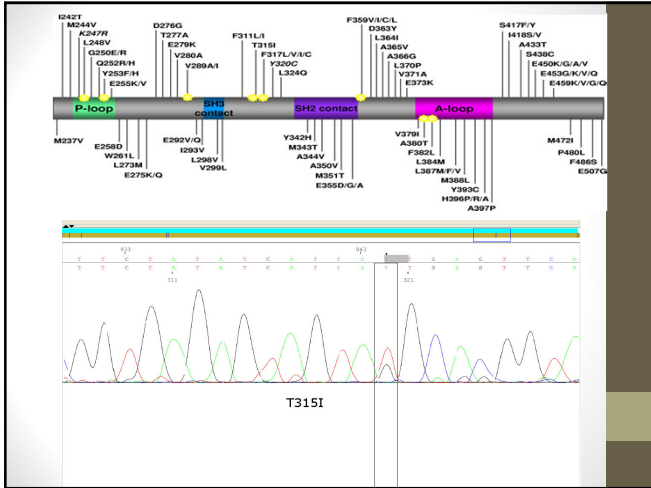 I242T
M244V
K247R
L248V
G250E/R
Q252R/H
Y253F/H
E255K/V
D276G
T277A
E279K
V280A
V289A/I
F311L/I
T315I
F317L/V/I/C
Y320C
L324Q
F359V/I/C/L
D363Y
L364I
A365V
A366G
L370P
V371A
E373K
S417F/Y
I418S/V
A433T
S438C
E450K/G/A/V
E453G/K/V/Q
E459K/V/G/Q
P-loop
SH3 contact
SH2 contact
A-loop
M237V
E258D
W261L
L273M
E275K/Q
E292V/Q
I293V
L298V
V299L
Y342H
M343T
A344V
A350V
M351T
E355D/G/A
V379I
A380T
F382L
L384M
L387M/F/V
M388L
Y393C
H396P/R/A
A397P
M472I
P480L
F486S
E507G
943
T T C T A T A T C A T C A
T G A G T T C A
311
321
T315I